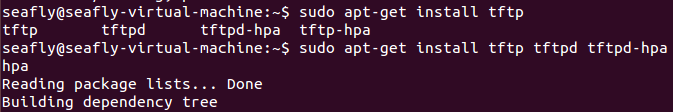 seafly@seafly-virtual-machine:~$ sudo apt-get install tftp
tftp       tftpd      tftpd-hpa  tftp-hpa
seafly@seafly-virtual-machine:~$ sudo apt-get install tftp tftpd tftpd-hpa
hpa
Reading package lists... Done
Building dependency tree